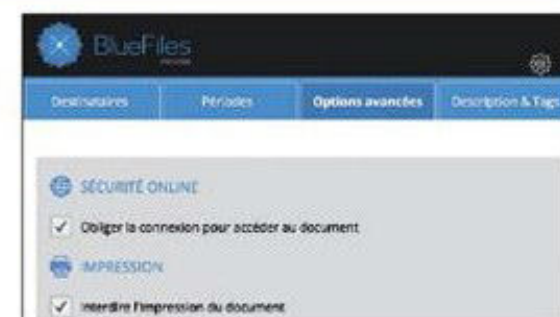 BlueFiles
Destinataires Périodes Options avancées Description & Tags
SÉCURITÉ ONLINE
Obliger la connexion pour accéder au document
IMPRESSION
Interdire l'impression du document